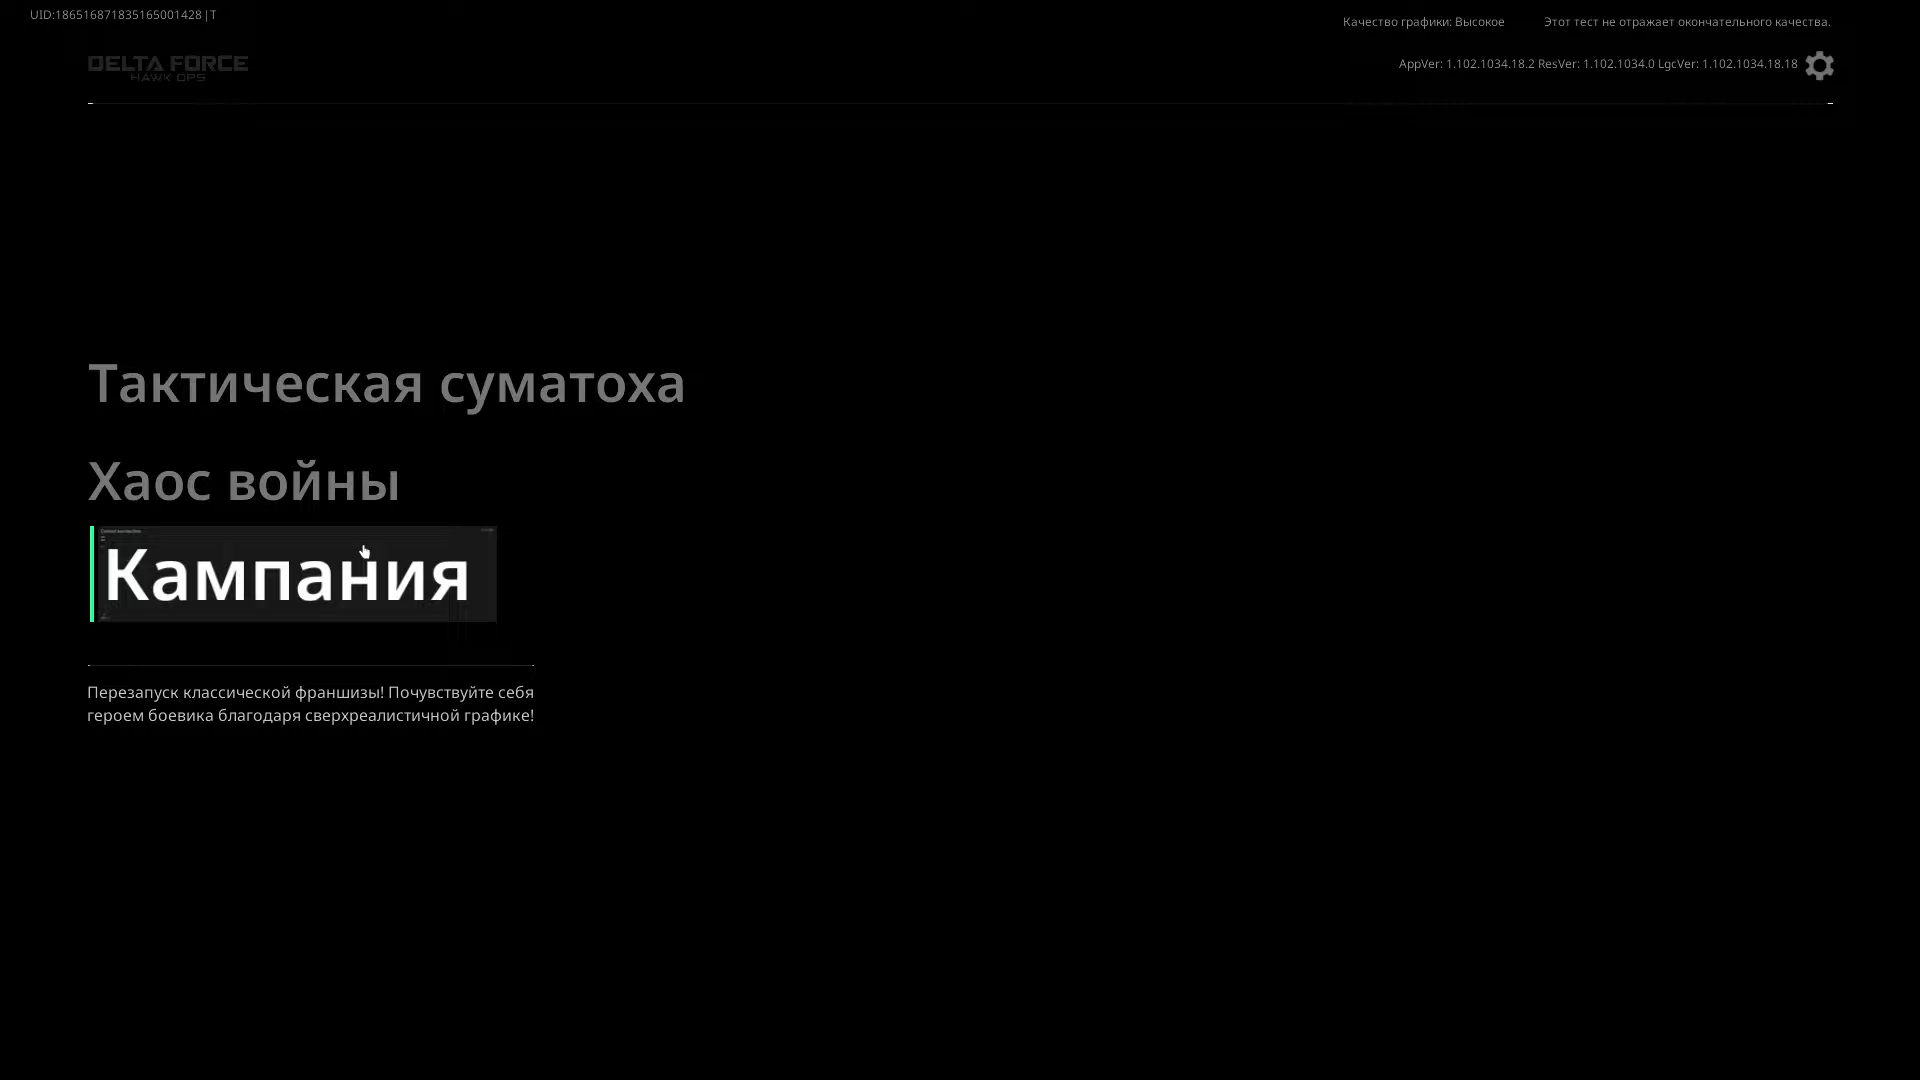 UID:186516871835165001428|T
Качество графики: Высокое
Этот тест не отражает окончательного качества.
DELTA FORCE
HAWK OPS
AppVer: 1.102.1034.18.2 ResVer: 1.102.1034.0 LgcVer: 1.102.1034.18.18
Тактическая суматоха
Хаос войны
Кампания
Перезапуск классической франшизы! Почувствуйте себя
героем боевика благодаря сверхреалистичной графике!